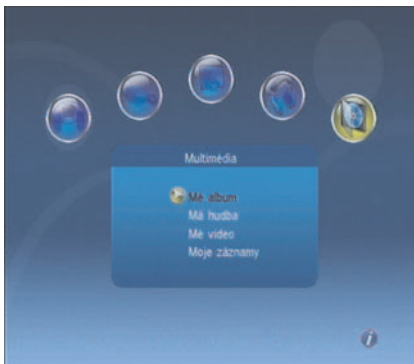 Multimédia
Mé album
Má hudba
Mé video
Moje záznamy
i